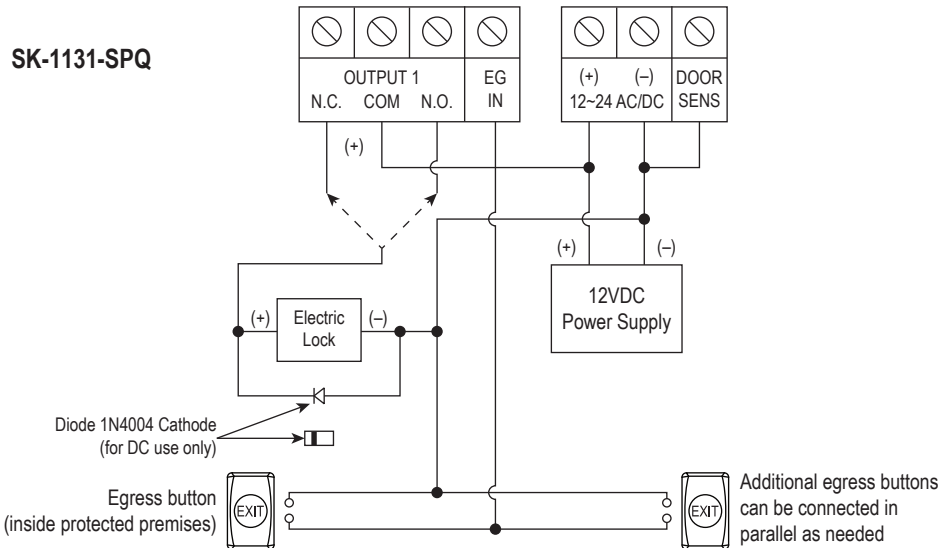 SK-1131-SPQ
OUTPUT 1
N.C. COM N.O.
EG
IN
(+) (–)
12~24 AC/DC
DOOR
SENS
(+)
(+) (–)
12VDC
Power Supply
(+)
Electric
Lock
(–)
Diode 1N4004 Cathode
(for DC use only)
Egress button
(inside protected premises)
EXIT
EXIT
Additional egress buttons
can be connected in
parallel as needed